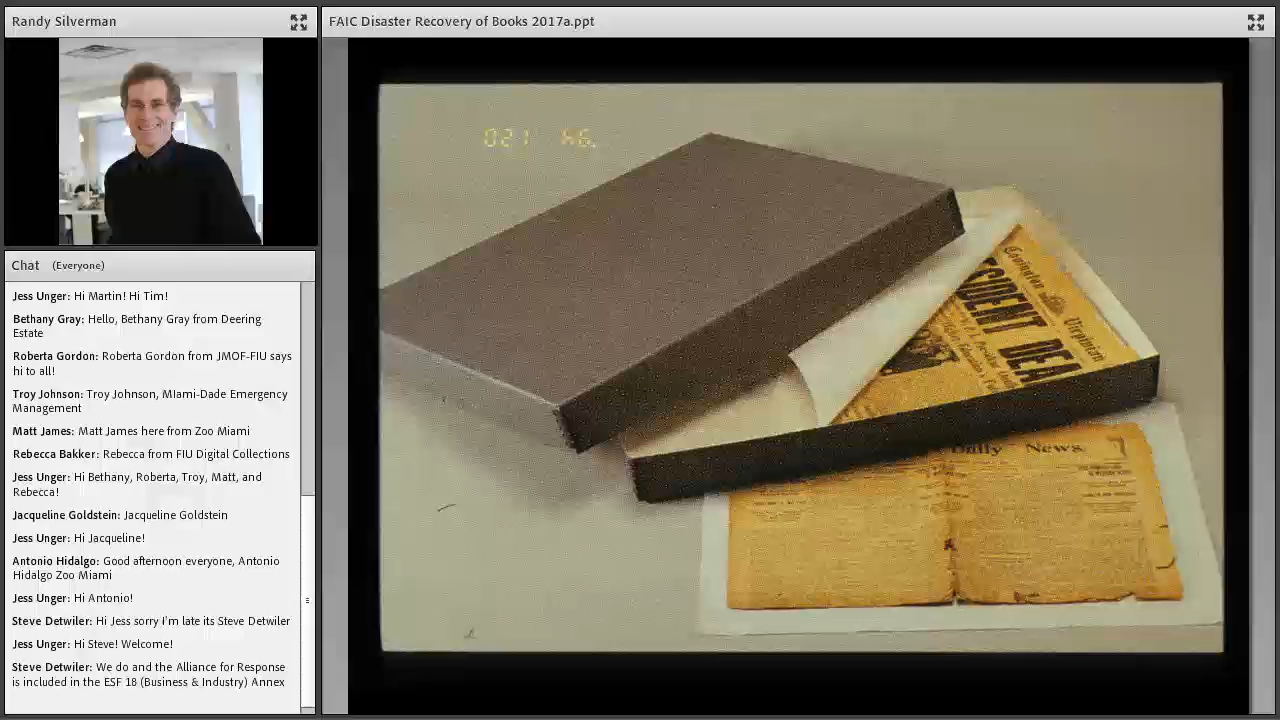 Randy Silverman
FAIC Disaster Recovery of Books 2017a.ppt
Chat (Everyone)
Jess Unger: Hi Martin! Hi Tim!
Bethany Gray: Hello, Bethany Gray from Deering
Estate
Roberta Gordon: Roberta Gordon from JMOF-FIU says
hi to all!
Troy Johnson: Troy Johnson, MIami-Dade Emergency
Management
Matt James: Matt James here from Zoo Miami
Rebecca Bakker: Rebecca from FIU Digital Collections
Jess Unger: Hi Bethany, Roberta, Troy, Matt, and
Rebecca!
Jacqueline Goldstein: Jacqueline Goldstein
Jess Unger: Hi Jacqueline!
Antonio Hidalgo: Good afternoon everyone, Antonio
Hidalgo Zoo Miami
Jess Unger: Hi Antonio!
Steve Detwiler: Hi Jess sorry i'm late its Steve Detwiler
Jess Unger: Hi Steve! Welcome!
Steve Detwiler: We do and the Alliance for Response
is included in the ESF 18 (Business & Industry) Annex
Covington Virginian
SIDENT DEA
Daily News